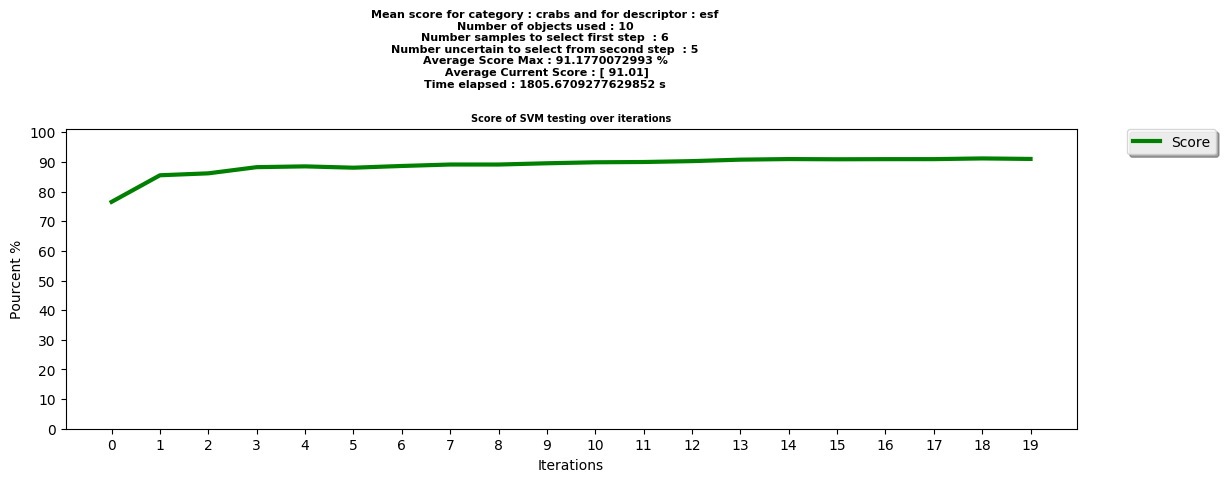 Mean score for category : crabs and for descriptor : esf
Number of objects used : 10
Number samples to select first step  : 6
Number uncertain to select from second step  : 5
Average Score Max : 91.1770072993 %
Average Current Score : [ 91.01]
Time elapsed : 1805.6709277629852 s
Score of SVM testing over iterations
100
90
80
70
60
50
40
30
20
10
0
Pourcent %
0 1 2 3 4 5 6 7 8 9 10 11 12 13 14 15 16 17 18 19
Iterations
Score